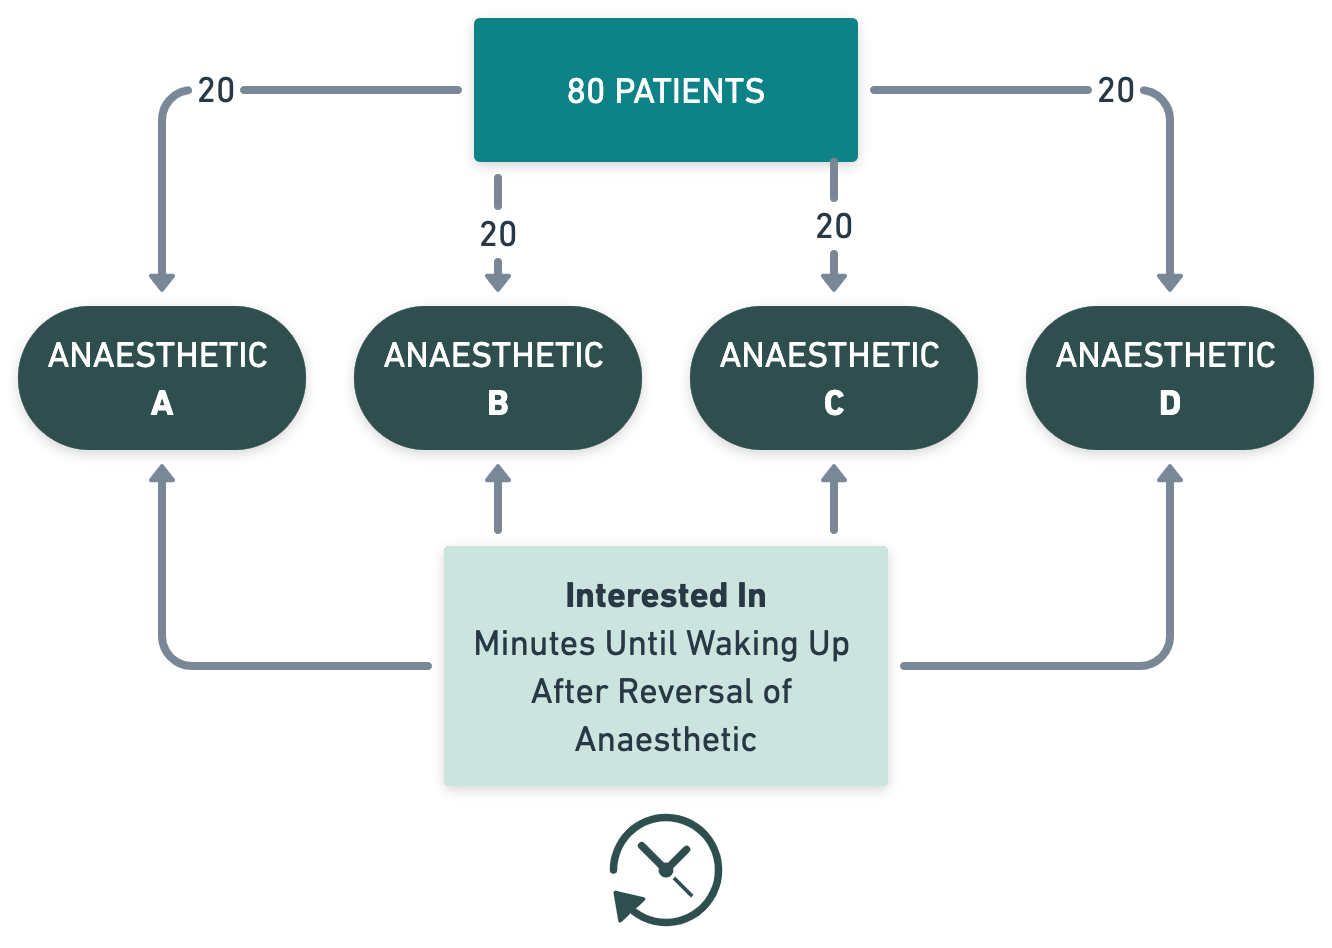 80 PATIENTS
20
20
20
20
ANAESTHETIC
A
ANAESTHETIC
B
ANAESTHETIC
C
ANAESTHETIC
D
Interested In
Minutes Until Waking Up
After Reversal of
Anaesthetic